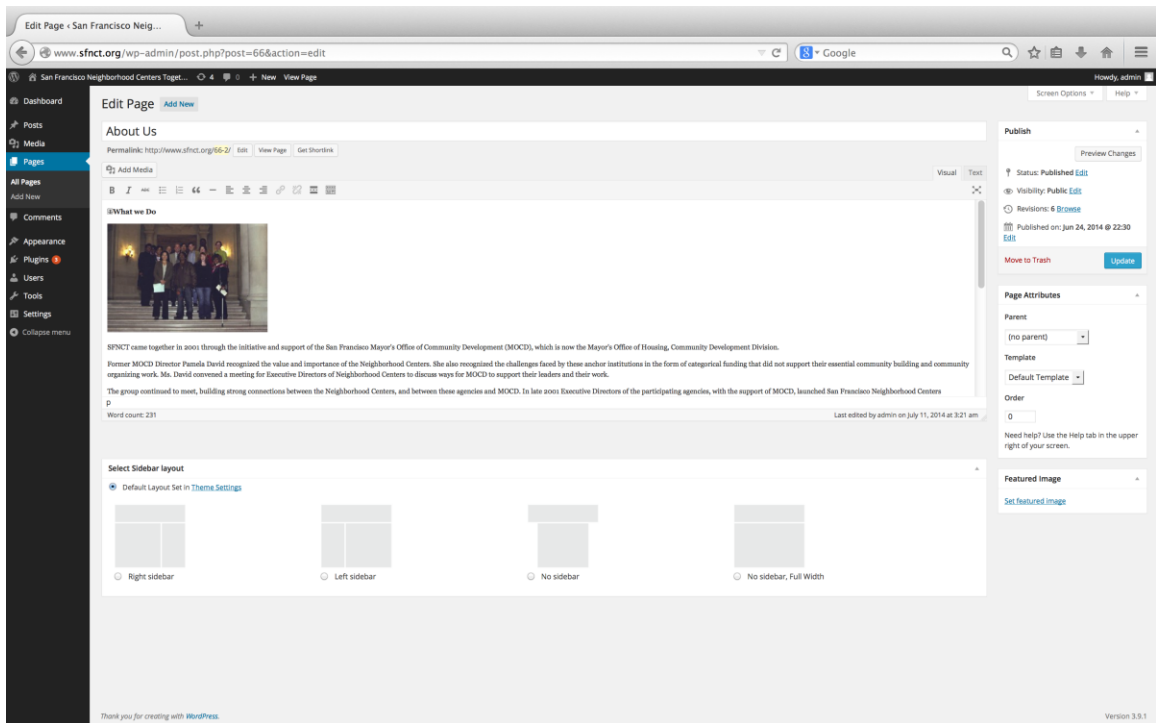 Edit Page ‹ San Francisco Neig...
www.sfnct.org/wp-admin/post.php?post=66&action=edit
Google
San Francisco Neighborhood Centers Toget... 4 0 + New View Page
Howdy, admin
Dashboard
Posts
Media
Pages
All Pages
Add New
Comments
Appearance
Plugins 3
Users
Tools
Settings
Collapse menu
Screen Options
Help
Edit Page Add New
About Us
Permalink: http://www.sfnct.org/66-2/ Edit View Page Get Shortlink
Add Media
Visual Text
B I
What we Do
SFNCT came together in 2001 through the initiative and support of the San Francisco Mayor's Office of Community Development (MOCD), which is now the Mayor's Office of Housing, Community Development Division.
Former MOCD Director Pamela David recognized the value and importance of the Neighborhood Centers. She also recognized the challenges faced by these anchor institutions in the form of categorical funding that did not support their essential community building and community
organizing work. Ms. David convened a meeting for Executive Directors of Neighborhood Centers to discuss ways for MOCD to support their leaders and their work.
The group continued to meet, building strong connections between the Neighborhood Centers, and between these agencies and MOCD. In late 2001 Executive Directors of the participating agencies, with the support of MOCD, launched San Francisco Neighborhood Centers
p
Word count: 231
Last edited by admin on July 11, 2014 at 3:21 am
Select Sidebar layout
Default Layout Set in Theme Settings
Right sidebar
Left sidebar
No sidebar
No sidebar, Full Width
Publish
Preview Changes
Status: Published Edit
Visibility: Public Edit
Revisions: 6 Browse
Published on: Jun 24, 2014 @ 22:30
Edit
Move to Trash
Update
Page Attributes
Parent
(no parent)
Template
Default Template
Order
0
Need help? Use the Help tab in the upper
right of your screen.
Featured Image
Set featured image
Thank you for creating with WordPress.
Version 3.9.1